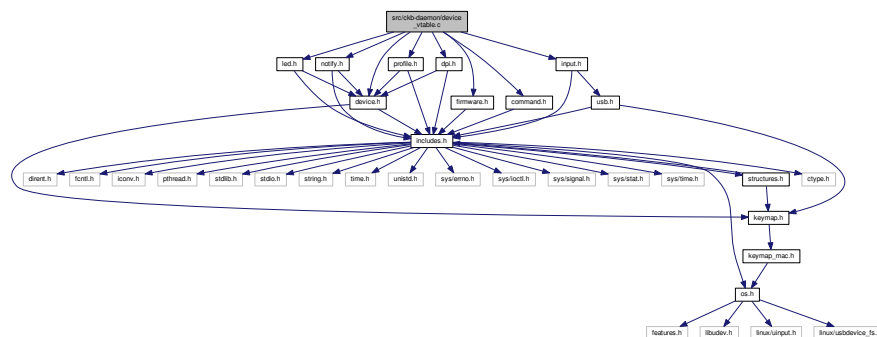 src/ckb-daemon/device
_vtable.c
led.h
notify.h
profile.h
dpi.h
input.h
device.h
firmware.h
command.h
usb.h
includes.h
dirent.h
fcntl.h
iconv.h
pthread.h
stdlib.h
stdio.h
string.h
time.h
unistd.h
sys/errno.h
sys/ioctl.h
sys/signal.h
sys/stat.h
sys/time.h
structures.h
ctype.h
keymap.h
keymap_mac.h
os.h
features.h
libudev.h
linux/uinput.h
linux/usbdevice_fs.